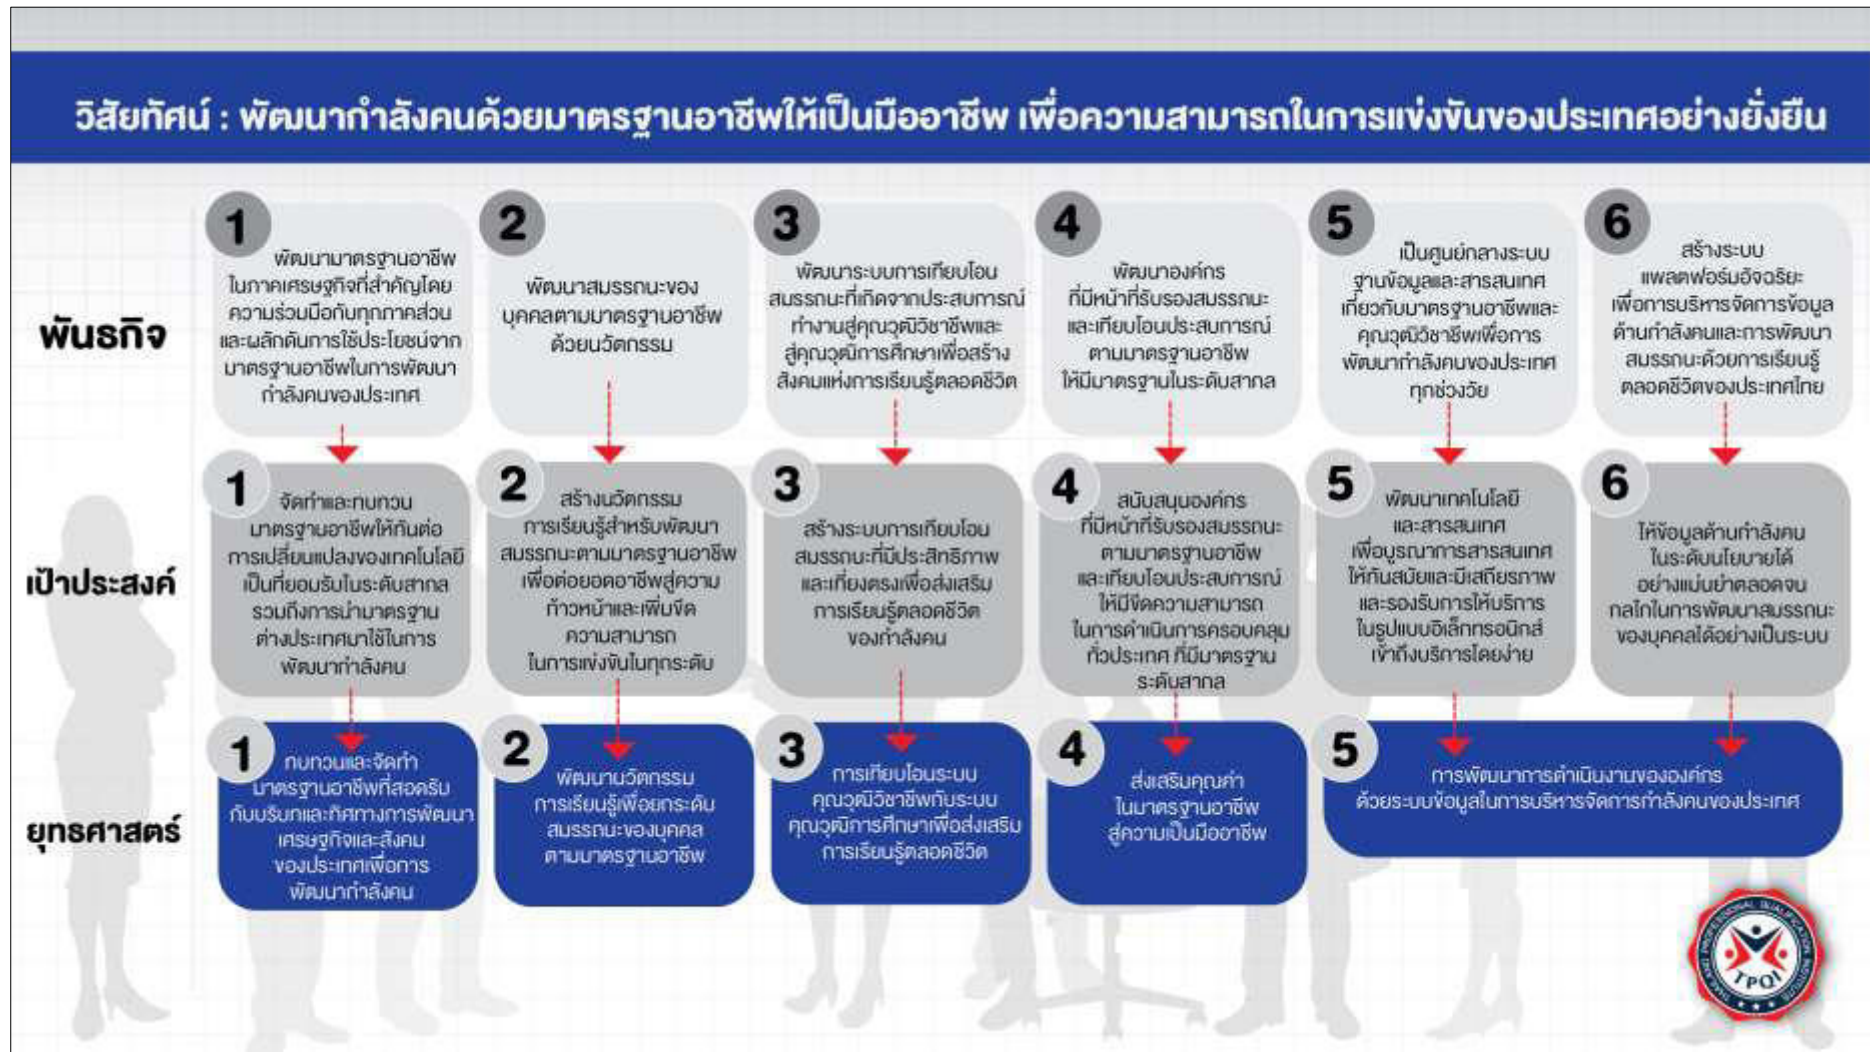 วิสัยทัศน์ : พัฒนากำลังคนด้วยมาตรฐานอาชีพให้เป็นมืออาชีพ เพื่อความสามารถในการแข่งขันของประเทศอย่างยั่งยืน
พันธกิจ
1
พัฒนามาตรฐานอาชีพ
ในภาคเศรษฐกิจที่สำคัญโดย
ความร่วมมือกับทุกภาคส่วน
และผลักดันการใช้ประโยชน์จาก
มาตรฐานอาชีพในการพัฒนา
กำลังคนของประเทศ
2
พัฒนาสมรรถนะของ
บุคคลตามมาตรฐานอาชีพ
ด้วยนวัตกรรม
3
พัฒนาระบบการเทียบโอน
สมรรถนะที่เกิดจากประสบการณ์
ทำงานสู่คุณวุฒิวิชาชีพและ
สู่คุณวุฒิการศึกษาเพื่อสร้าง
สังคมแห่งการเรียนรู้ตลอดชีวิต
4
พัฒนาองค์กร
ที่มีหน้าที่รับรองสมรรถนะ
และเทียบโอนประสบการณ์
ตามมาตรฐานอาชีพ
ให้มีมาตรฐานในระดับสากล
5
เป็นศูนย์กลางระบบ
ฐานข้อมูลและสารสนเทศ
เกี่ยวกับมาตรฐานอาชีพและ
คุณวุฒิวิชาชีพเพื่อการ
พัฒนากำลังคนของประเทศ
ทุกช่วงวัย
6
สร้างระบบ
แพลตฟอร์มอัจฉริยะ
เพื่อการบริหารจัดการข้อมูล
ด้านกำลังคนและการพัฒนา
สมรรถนะด้วยการเรียนรู้
ตลอดชีวิตของประเทศไทย
เป้าประสงค์
1
จัดทำและทบทวน
มาตรฐานอาชีพให้ทันต่อ
การเปลี่ยนแปลงของเทคโนโลยี
เป็นที่ยอมรับในระดับสากล
รวมถึงการนำมาตรฐาน
ต่างประเทศมาใช้ในการ
พัฒนากำลังคน
2
สร้างนวัตกรรม
การเรียนรู้สำหรับพัฒนา
สมรรถนะตามมาตรฐานอาชีพ
เพื่อต่อยอดอาชีพสู่ความ
ก้าวหน้าและเพิ่มขีด
ความสามารถ
ในการแข่งขันในทุกระดับ
3
สร้างระบบการเทียบโอน
สมรรถนะที่มีประสิทธิภาพ
และเที่ยงตรงเพื่อส่งเสริม
การเรียนรู้ตลอดชีวิต
ของกำลังคน
4
สนับสนุนองค์กร
ที่มีหน้าที่รับรองสมรรถนะ
ตามมาตรฐานอาชีพ
และเทียบโอนประสบการณ์
ให้มีขีดความสามารถ
ในการดำเนินการครอบคลุม
ทั่วประเทศ ที่มีมาตรฐาน
ระดับสากล
5
พัฒนาเทคโนโลยี
และสารสนเทศ
เพื่อบูรณาการสารสนเทศ
ให้ทันสมัยและมีเสถียรภาพ
และรองรับการให้บริการ
ในรูปแบบอิเล็กทรอนิกส์
เข้าถึงบริการโดยง่าย
6
ให้ข้อมูลด้านกำลังคน
ในระดับนโยบายได้
อย่างแม่นยำตลอดจน
กลไกในการพัฒนาสมรรถนะ
ของบุคคลได้อย่างเป็นระบบ
ยุทธศาสตร์
1
ทบทวนและจัดทำ
มาตรฐานอาชีพที่สอดรับ
กับบริบทและทิศทางการพัฒนา
เศรษฐกิจและสังคม
ของประเทศเพื่อการ
พัฒนากำลังคน
2
พัฒนานวัตกรรม
การเรียนรู้เพื่อยกระดับ
สมรรถนะของบุคคล
ตามมาตรฐานอาชีพ
3
การเทียบโอนระบบ
คุณวุฒิวิชาชีพกับระบบ
คุณวุฒิการศึกษาเพื่อส่งเสริม
การเรียนรู้ตลอดชีวิต
4
ส่งเสริมคุณค่า
ในมาตรฐานอาชีพ
สู่ความเป็นมืออาชีพ
5
การพัฒนาการดำเนินงานขององค์กร
ด้วยระบบข้อมูลในการบริหารจัดการกำลังคนของประเทศ
THAILAND PROFESSIONAL QUALIFICATION INSTITUTE
TPQI